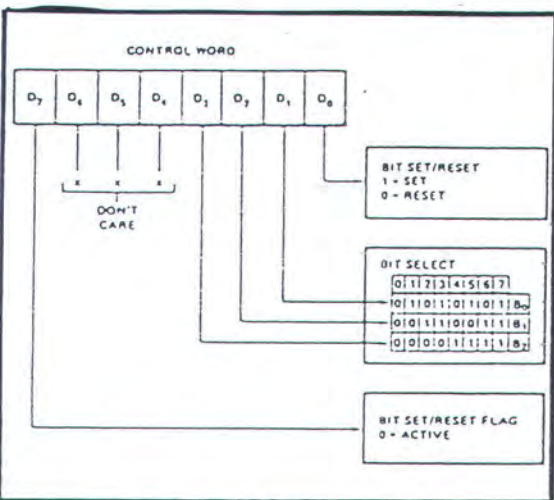 CONTROL WORD
D7 D6 D5 D4 D3 D2 D1 D0
BIT SET/RESET
1 = SET
0 = RESET
X X X
DON'T
CARE
BIT SELECT
0 1 2 3 4 5 6 7
0 1 0 1 0 1 0 1 B0
0 0 1 1 0 0 1 1 B1
0 0 0 0 1 1 1 1 B2
BIT SET/RESET FLAG
0 = ACTIVE